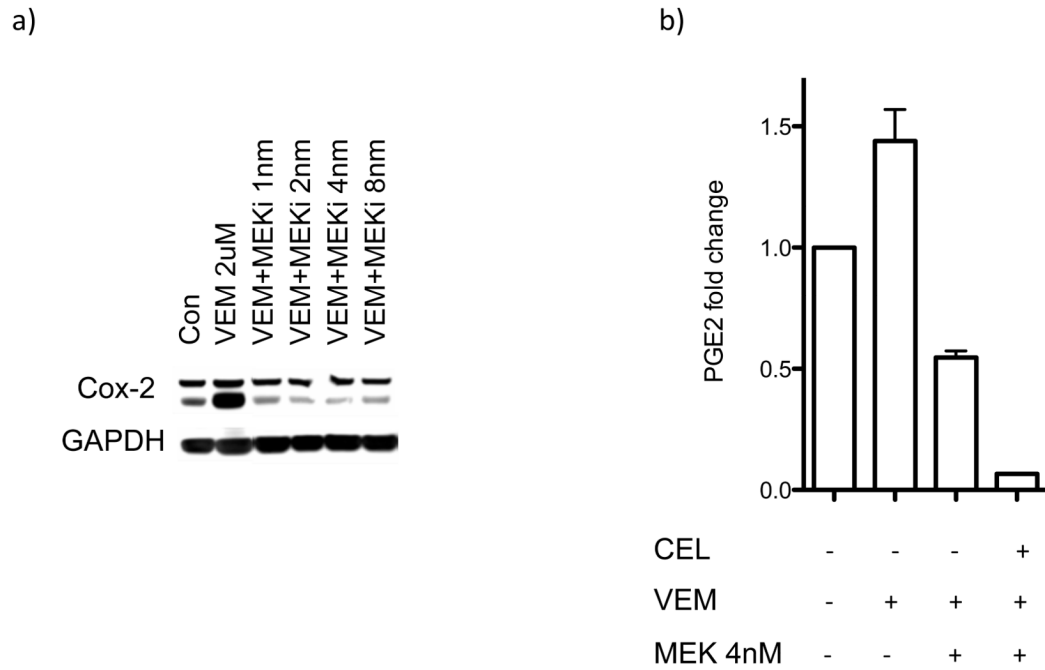 a)
Con
VEM 2uM
VEM+MEKi 1nm
VEM+MEKi 2nm
VEM+MEKi 4nm
VEM+MEKi 8nm
Cox-2
GAPDH
b)
PGE2 fold change
1.5
1.0
0.5
0.0
CEL - - - +
VEM - + + +
MEK 4nM - - + +